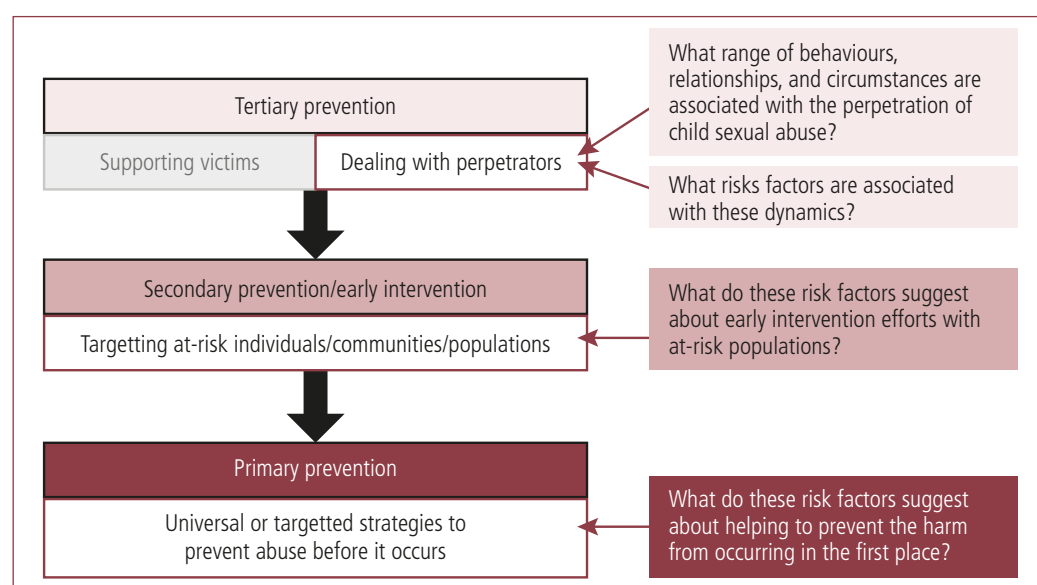 Tertiary prevention
Supporting victims
Dealing with perpetrators
What range of behaviours,
relationships, and circumstances are
associated with the perpetration of
child sexual abuse?
What risks factors are associated
with these dynamics?
Secondary prevention/early intervention
Targetting at-risk individuals/communities/populations
What do these risk factors suggest
about early intervention efforts with
at-risk populations?
Primary prevention
Universal or targetted strategies to
prevent abuse before it occurs
What do these risk factors suggest
about helping to prevent the harm
from occurring in the first place?